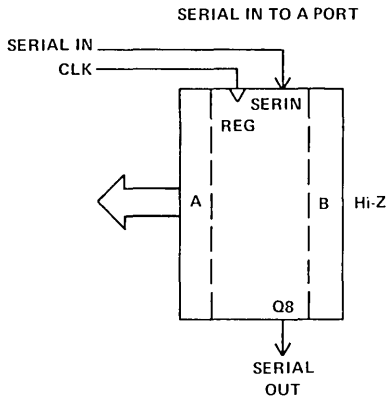 SERIAL IN TO A PORT
SERIAL IN
CLK
SERIN
REG
A
B
Hi-Z
Q8
SERIAL
OUT